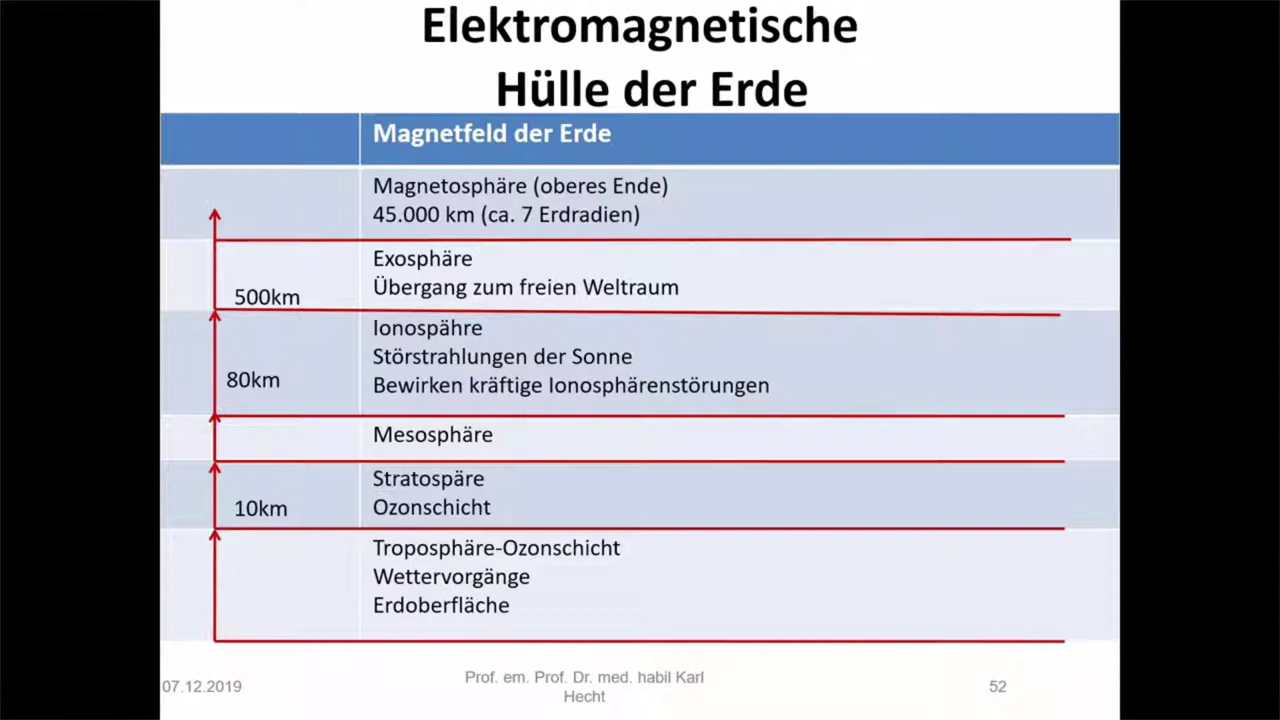 Elektromagnetische
Hülle der Erde
Magnetfeld der Erde
Magnetosphäre (oberes Ende)
45.000 km (ca. 7 Erdradien)
Exosphäre
Übergang zum freien Weltraum
500km
Ionospähre
Störstrahlungen der Sonne
80km
Bewirken kräftige Ionosphärenstörungen
Mesosphäre
Stratospäre
10km
Ozonschicht
Troposphäre-Ozonschicht
Wettervorgänge
Erdoberfläche
07.12.2019
Prof. em. Prof. Dr. med. habil Karl
Hecht
52